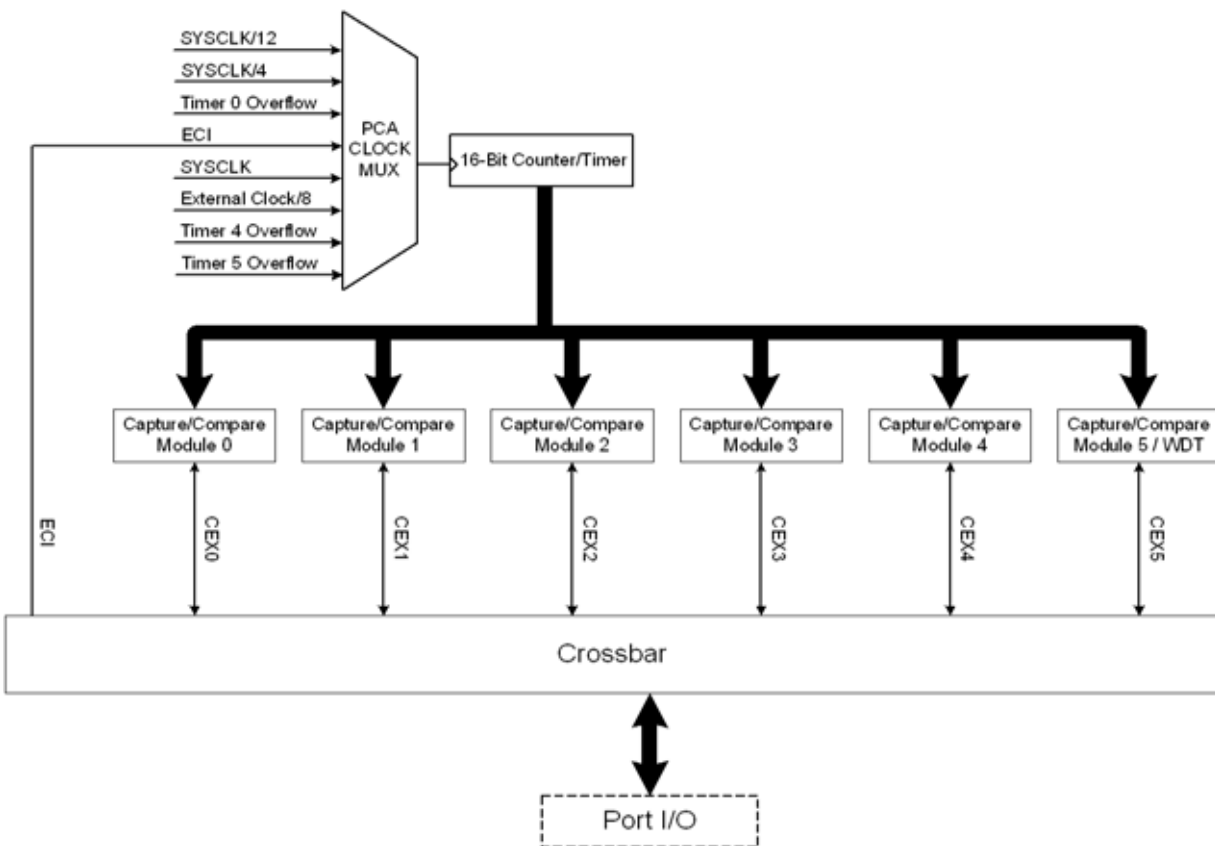 SYSCLK/12
SYSCLK/4
Timer 0 Overflow
ECI
SYSCLK
External Clock/8
Timer 4 Overflow
Timer 5 Overflow
PCA
CLOCK
MUX
16-Bit Counter/Timer
Capture/Compare
Module 0
Capture/Compare
Module 1
Capture/Compare
Module 2
Capture/Compare
Module 3
Capture/Compare
Module 4
Capture/Compare
Module 5 / WDT
ECI
CEX0
CEX1
CEX2
CEX3
CEX4
CEX5
Crossbar
Port I/O